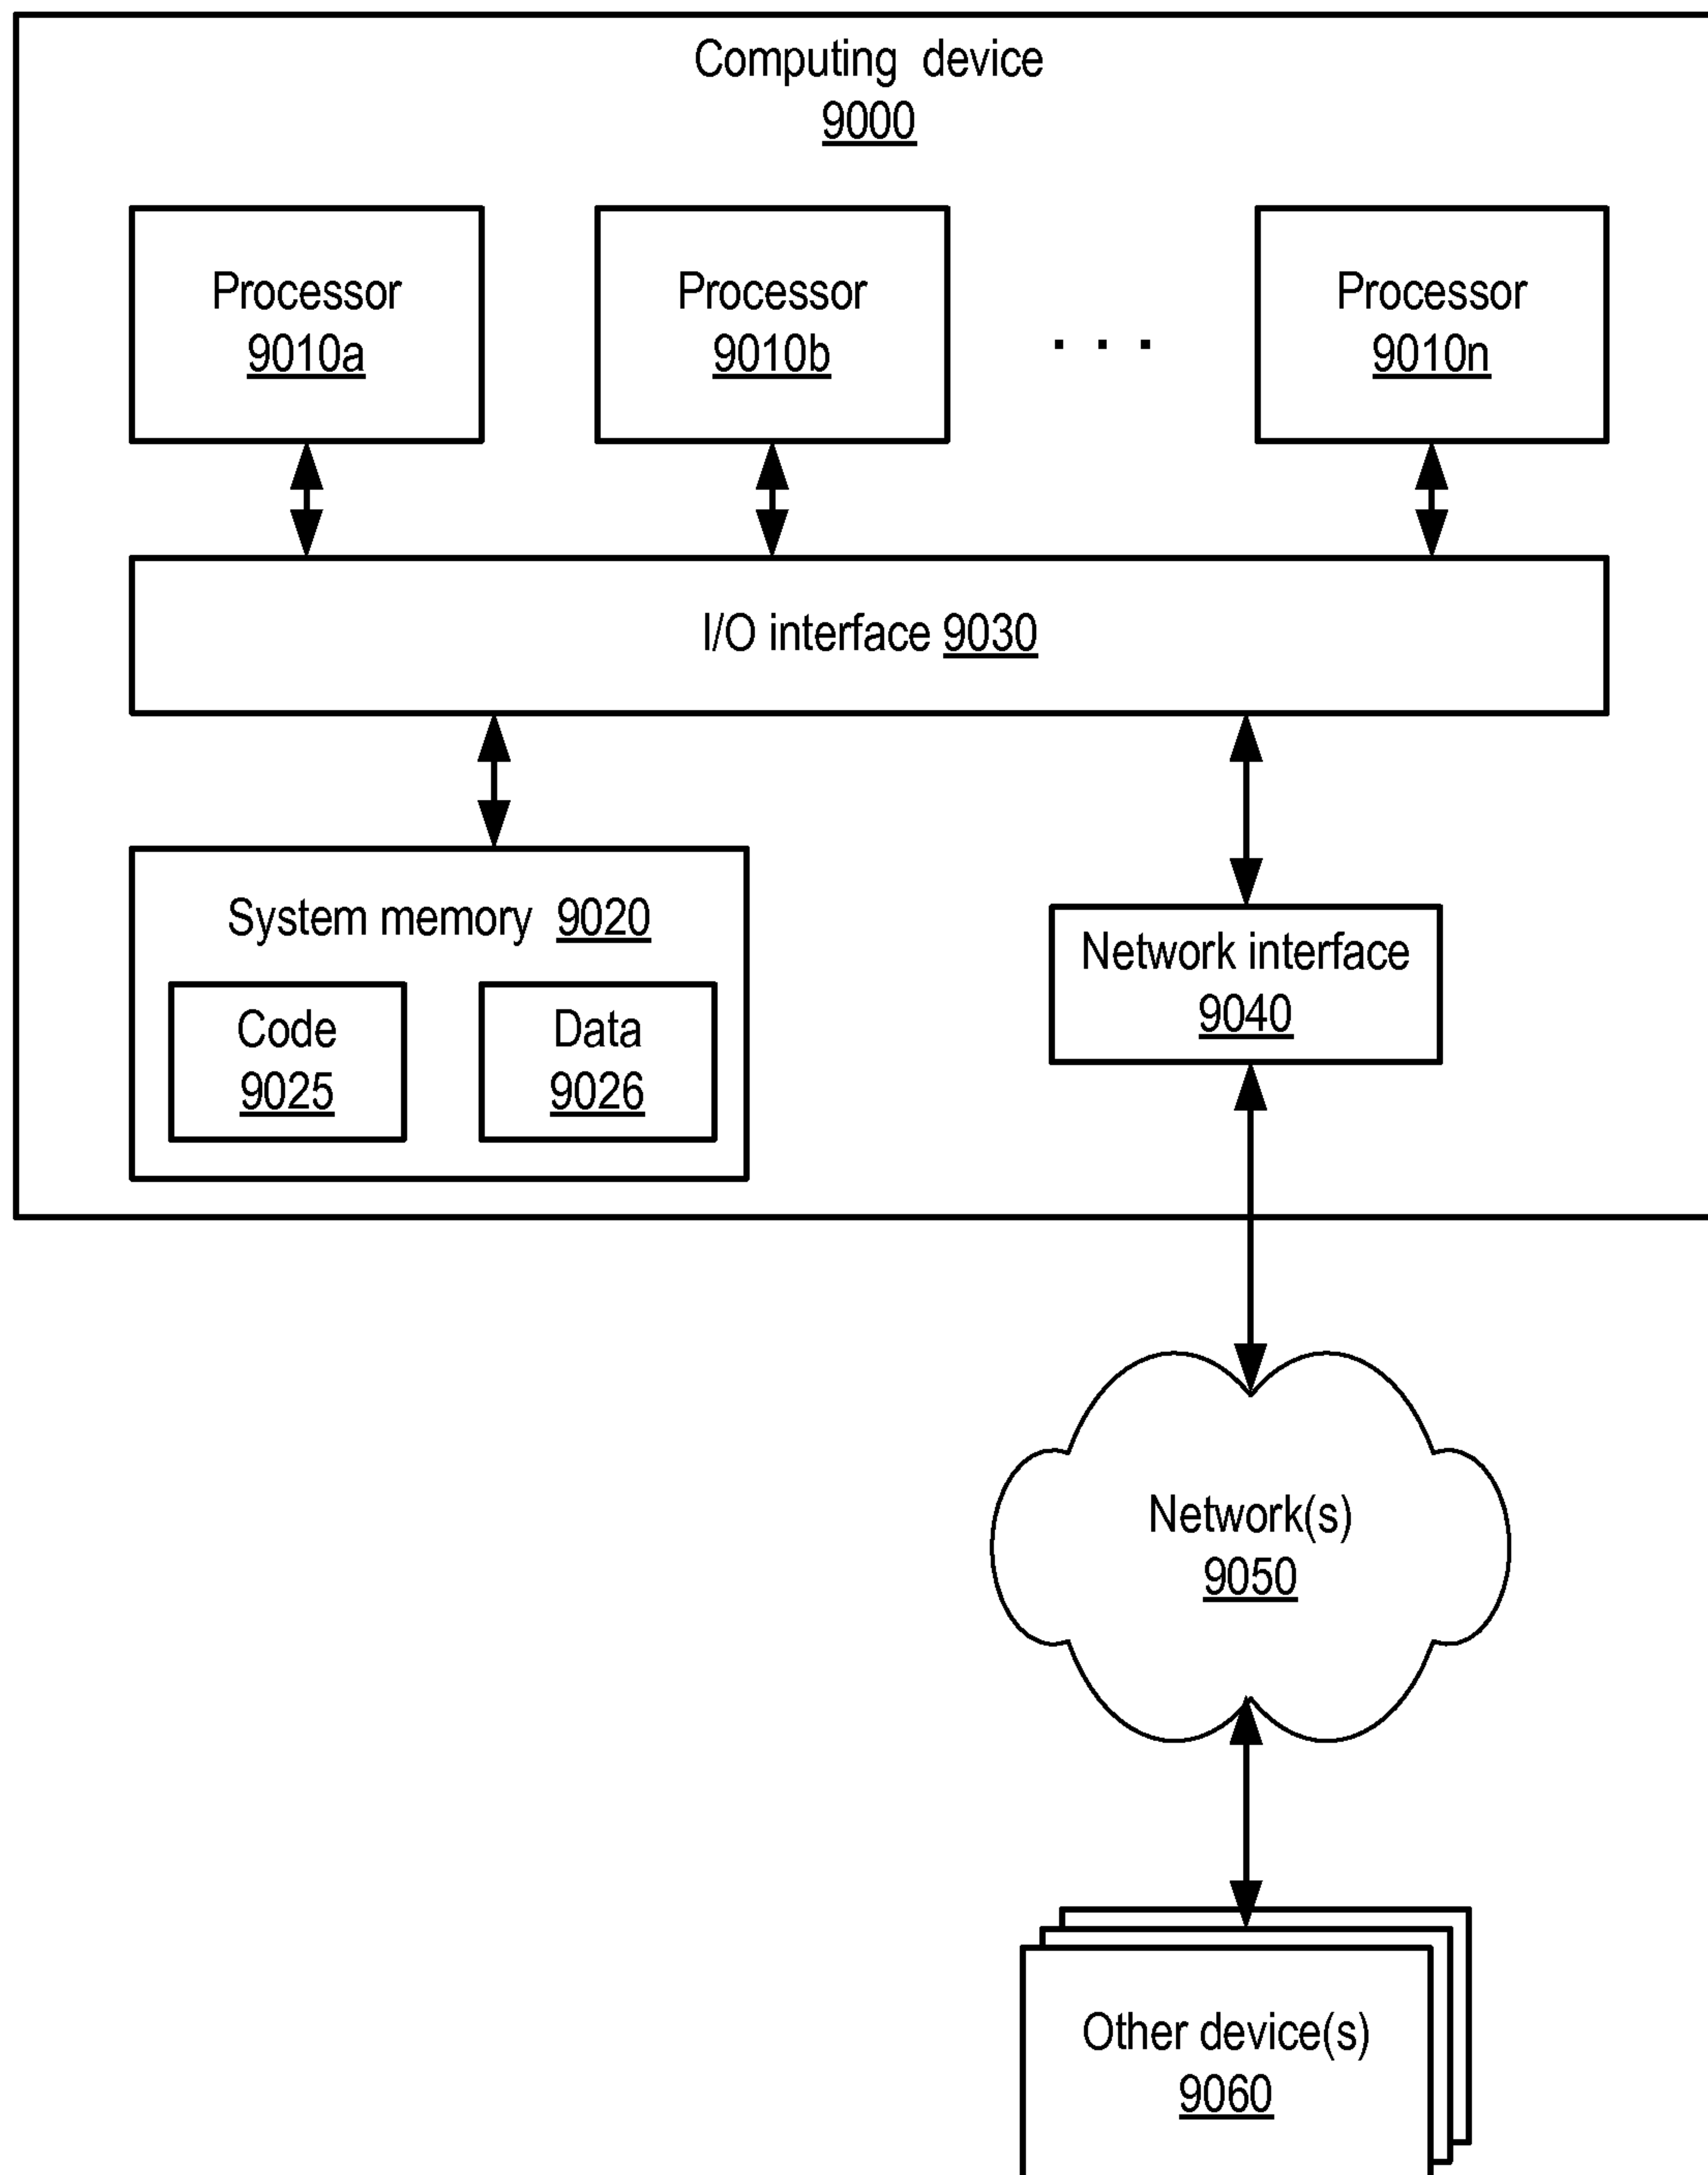 Computing device
9000
Processor
9010a
Processor
9010b
. . .
Processor
9010n
I/O interface 9030
System memory 9020
Code
9025
Data
9026
Network interface
9040
Network(s)
9050
Other device(s)
9060